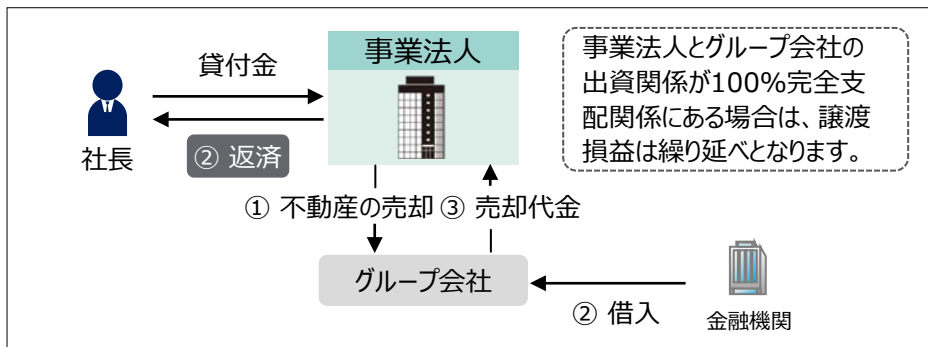 貸付金
事業法人
社長
② 返済
事業法人とグループ会社の
出資関係が100％完全支
配関係にある場合は、譲渡
損益は繰り延べとなります。
① 不動産の売却
③ 売却代金
グループ会社
② 借入
金融機関